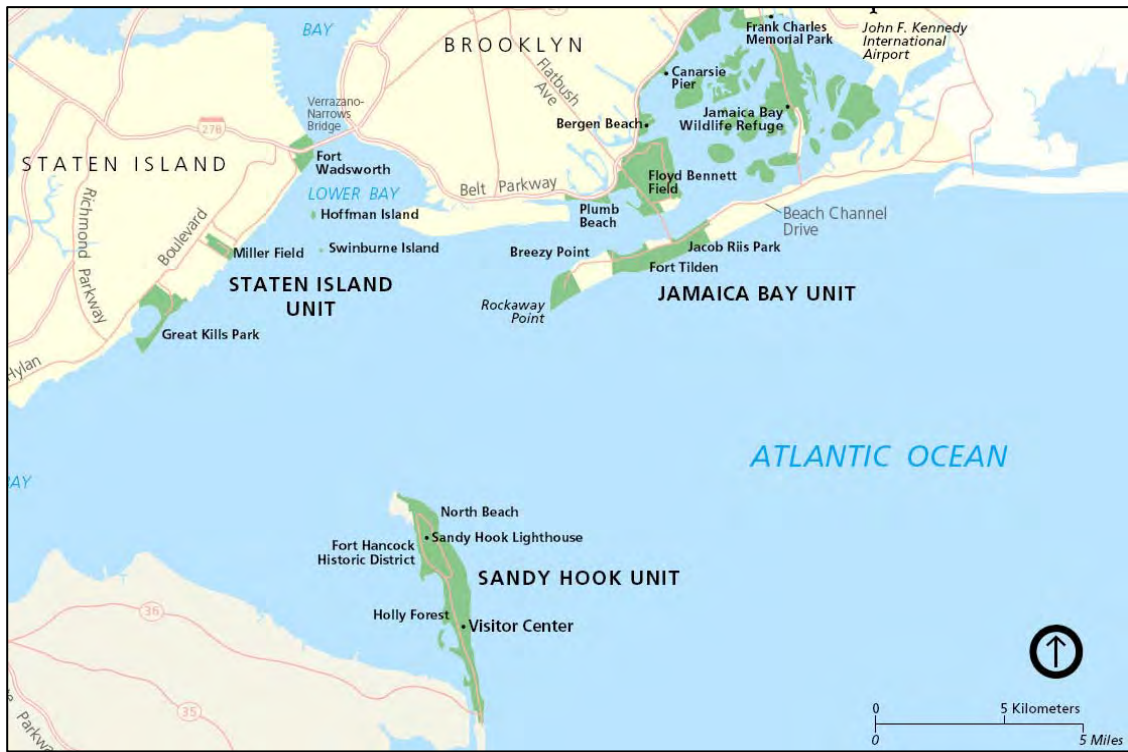 BAY
BROOKLYN
Flatbush
Ave
Frank Charles
Memorial Park
John F. Kennedy
International
Airport
Canarsie
Pier
Verrazano-
Narrows
Bridge
278
Bergen Beach
Jamaica Bay
Wildlife Refuge
STATEN ISLAND
Fort
Wadsworth
Richmond Parkway
LOWER BAY
Belt Parkway
Floyd Bennett
Field
Hoffman Island
Plumb
Beach
Beach Channel
Drive
Boulevard
Miller Field
Swinburne Island
Breezy Point
Jacob Riis Park
Fort Tilden
STATEN ISLAND
UNIT
JAMAICA BAY UNIT
Rockaway
Point
Great Kills Park
Hylan
ATLANTIC OCEAN
BAY
North Beach
Sandy Hook Lighthouse
Fort Hancock
Historic District
SANDY HOOK UNIT
36
Holly Forest
Visitor Center
35
Parkway
0 5 Kilometers
0 5 Miles